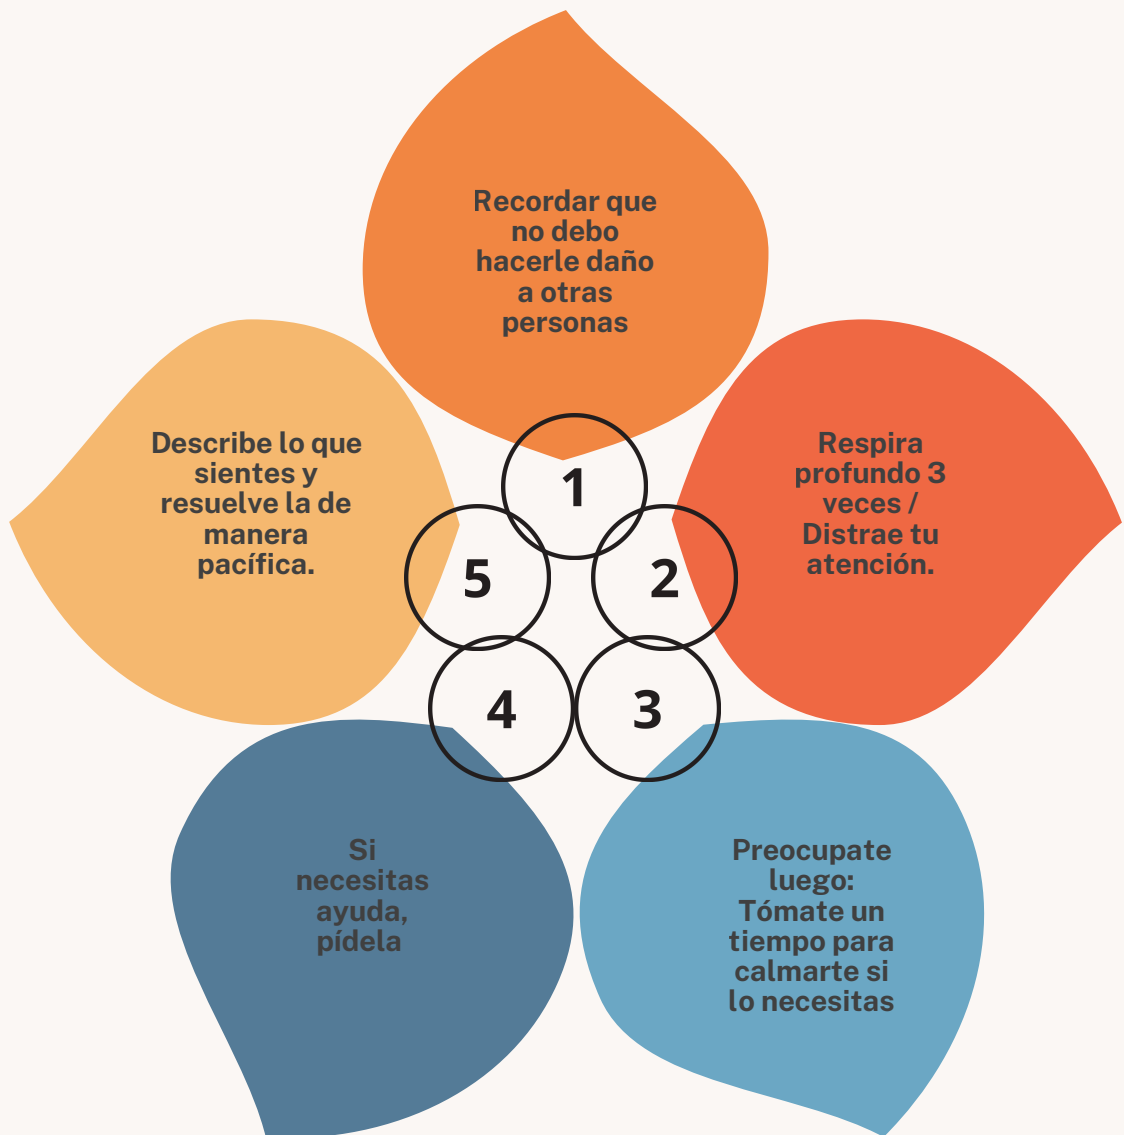 Recordar que
no debo
hacerle daño
a otras
personas
1
Respira
profundo 3
veces /
Distrae tu
atención.
2
Preocupate
luego:
Tómate un
tiempo para
calmarte si
lo necesitas
3
Si
necesitas
ayuda,
pídela
4
Describe lo que
sientes y
resuelve la de
manera
pacífica.
5